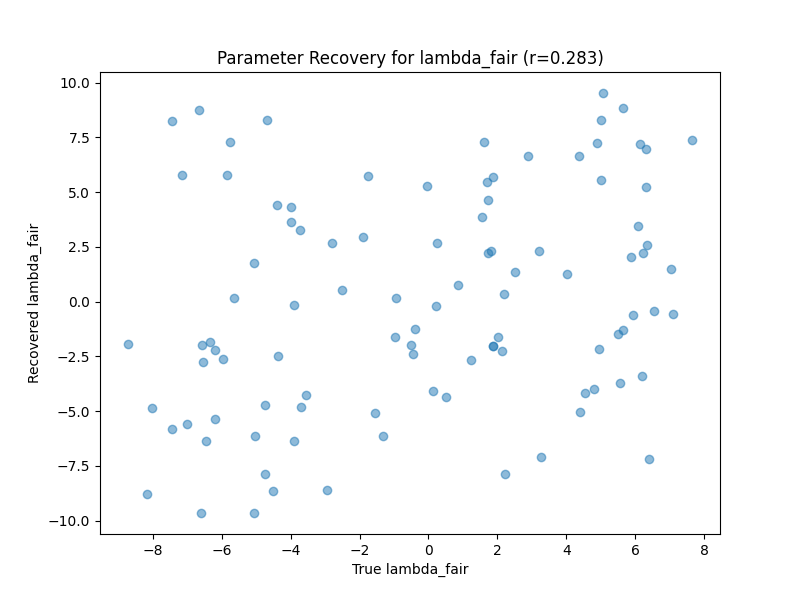 Parameter Recovery for lambda_fair (r=0.283)
10.0
7.5
5.0
2.5
0.0
−2.5
−5.0
−7.5
−10.0
Recovered lambda_fair
−8 −6 −4 −2 0 2 4 6 8
True lambda_fair